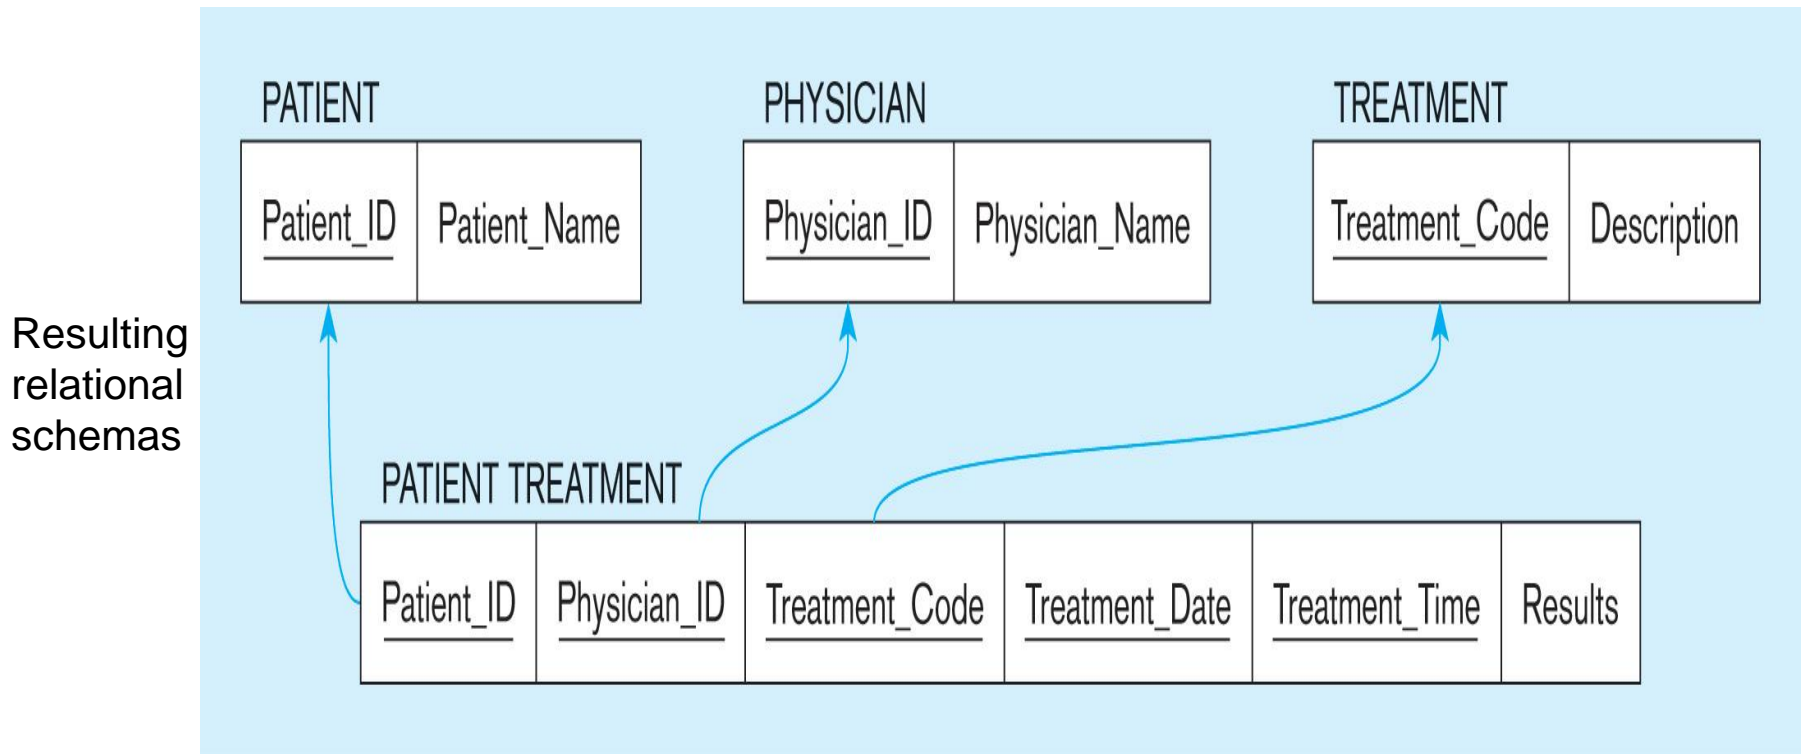 Resulting
relational
schemas
PATIENT
PHYSICIAN
TREATMENT
Patient_ID Patient_Name
Physician_ID Physician_Name
Treatment_Code Description
PATIENT TREATMENT
Patient_ID Physician_ID Treatment_Code Treatment_Date Treatment_Time Results